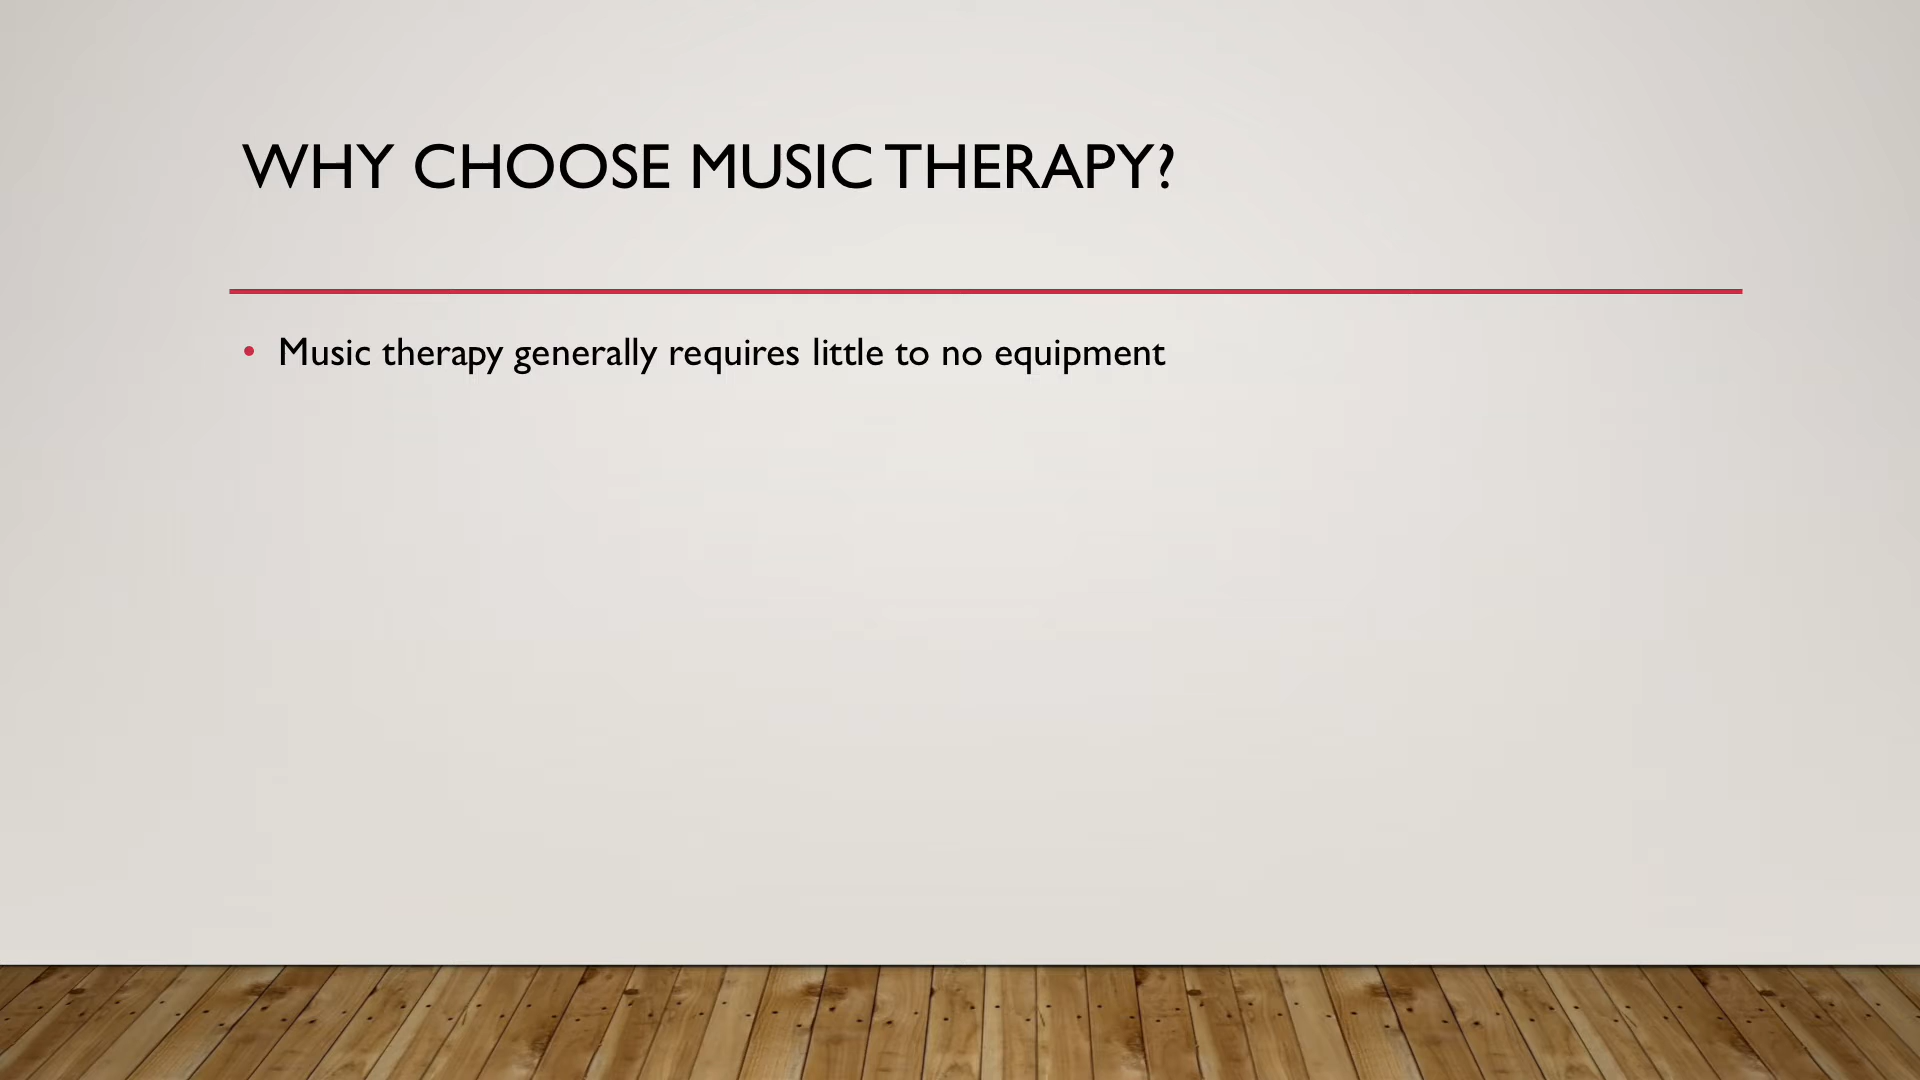 WHY CHOOSE MUSIC THERAPY?
• Music therapy generally requires little to no equipment